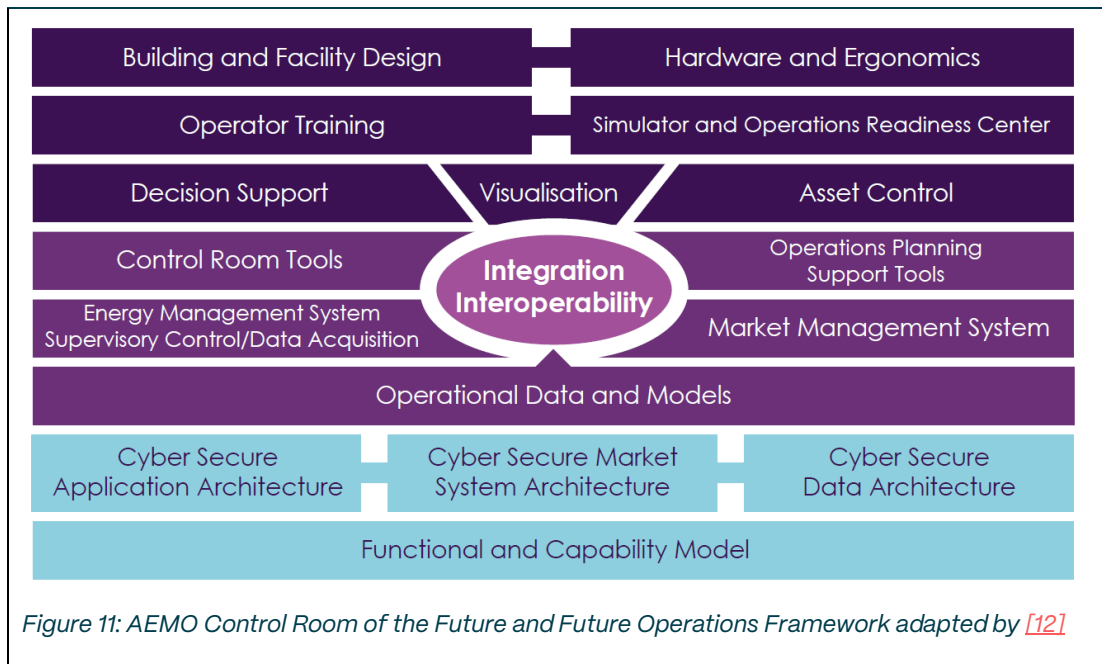 Building and Facility Design
Hardware and Ergonomics
Operator Training
Simulator and Operations Readiness Center
Decision Support
Visualisation
Asset Control
Control Room Tools
Integration
Interoperability
Operations Planning
Support Tools
Energy Management System
Supervisory Control/Data Acquisition
Market Management System
Operational Data and Models
Cyber Secure
Application Architecture
Cyber Secure Market
System Architecture
Cyber Secure
Data Architecture
Functional and Capability Model
Figure 11: AEMO Control Room of the Future and Future Operations Framework adapted by [12]